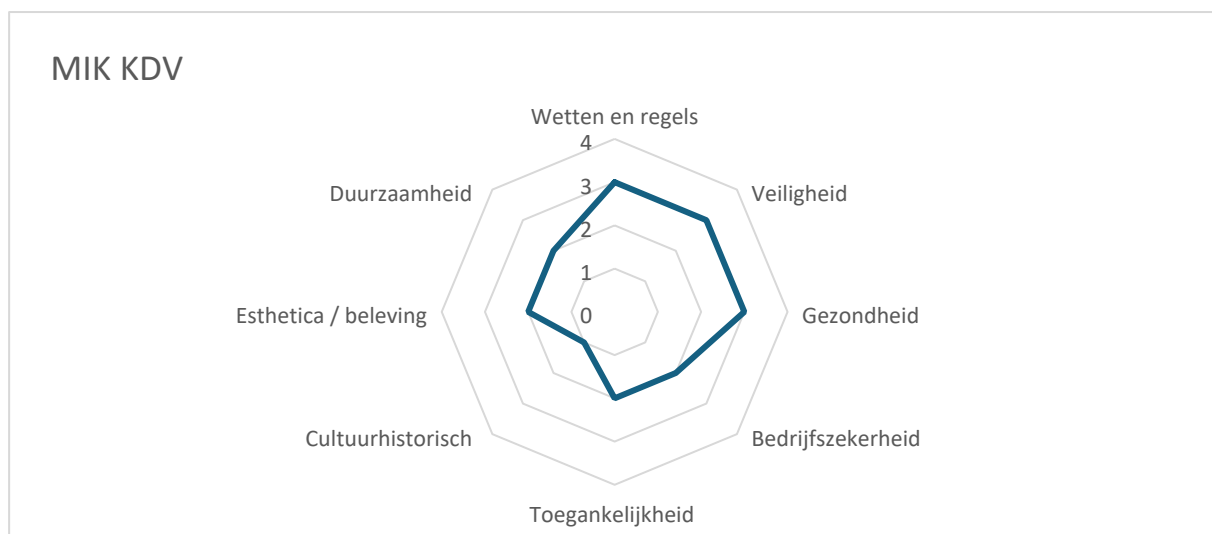 MIK KDV
Wetten en regels
4
Duurzaamheid
3
Veiligheid
2
1
Esthetica / beleving
0
Gezondheid
Cultuurhistorisch
Bedrijfszekerheid
Toegankelijkheid